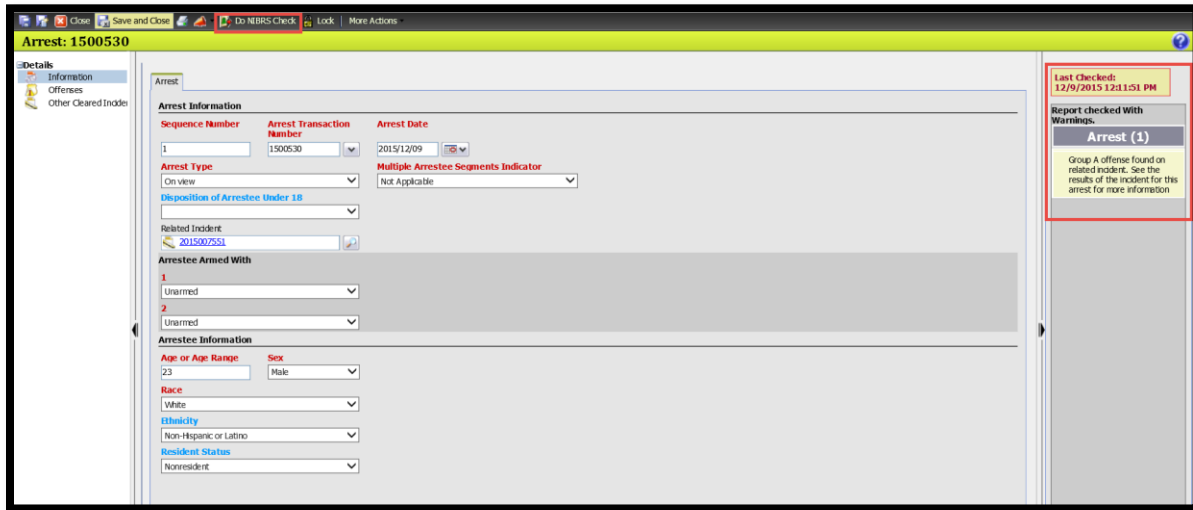 Close Save and Close Do NIBRS Check Lock | More Actions
Arrest: 1500530
Details
Information
Offenses
Other Cleared Incider
Arrest
Arrest Information
Sequence Number Arrest Transaction Number Arrest Date
1 1500530 2015/12/09
Arrest Type Multiple Arrestee Segments Indicator
On view Not Applicable
Disposition of Arrestee Under 18
Related Incident
2015007551
Arrestee Armed With
1
Unarmed
2
Unarmed
Arrestee Information
Age or Age Range Sex
23 Male
Race
White
Ethnicity
Non-Hispanic or Latino
Resident Status
Nonresident
Last Checked:
12/9/2015 12:11:51 PM
Report checked With
Warnings.
Arrest (1)
Group A offense found on
related incident. See the
results of the incident for this
arrest for more information